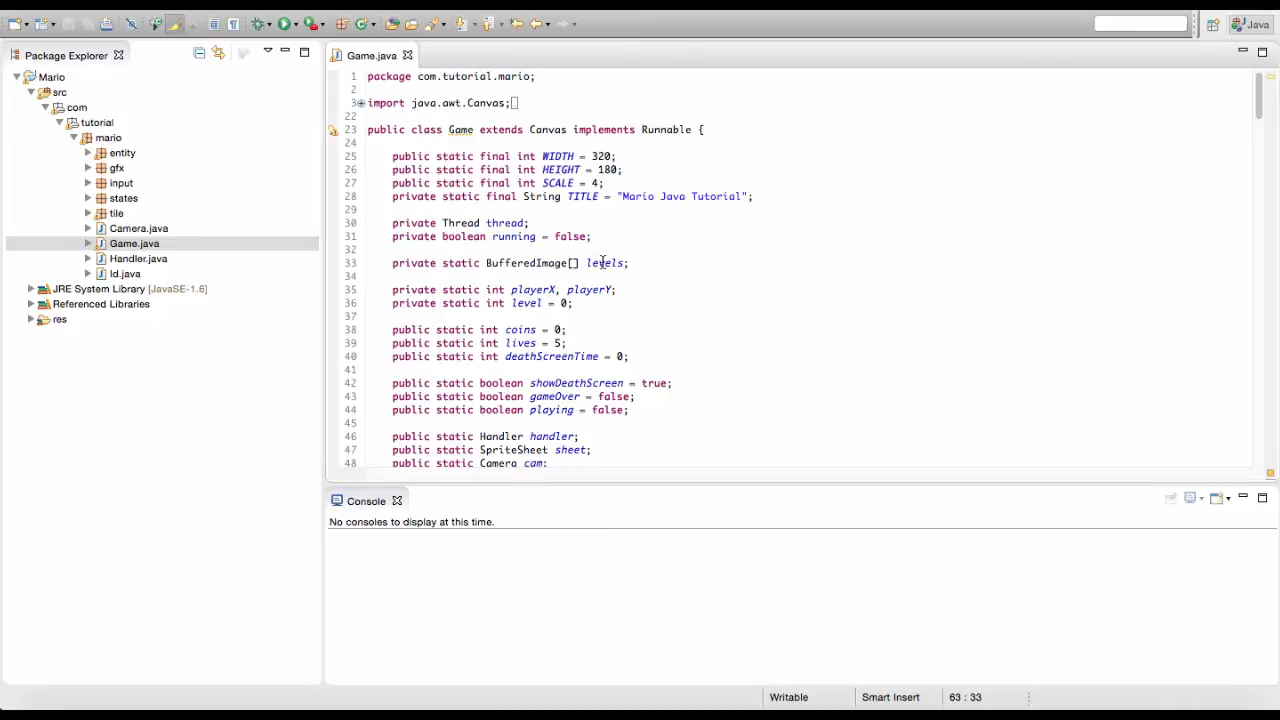 Java
Package Explorer
Mario
src
com
tutorial
mario
entity
gfx
input
states
tile
Camera.java
Game.java
Handler.java
Id.java
JRE System Library [JavaSE-1.6]
Referenced Libraries
res
Game.java
1 package com.tutorial.mario;
2
3 import java.awt.Canvas;
22
23 public class Game extends Canvas implements Runnable {
24
25 public static final int WIDTH = 320;
26 public static final int HEIGHT = 180;
27 public static final int SCALE = 4;
28 private static final String TITLE = "Mario Java Tutorial";
29
30 private Thread thread;
31 private boolean running = false;
32
33 private static BufferedImage[] levels;
34
35 private static int playerX, playerY;
36 private static int level = 0;
37
38 public static int coins = 0;
39 public static int lives = 5;
40 public static int deathScreenTime = 0;
41
42 public static boolean showDeathScreen = true;
43 public static boolean gameOver = false;
44 public static boolean playing = false;
45
46 public static Handler handler;
47 public static SpriteSheet sheet;
48 public static Camera cam;
Console
No consoles to display at this time.
Writable
Smart Insert
63 : 33